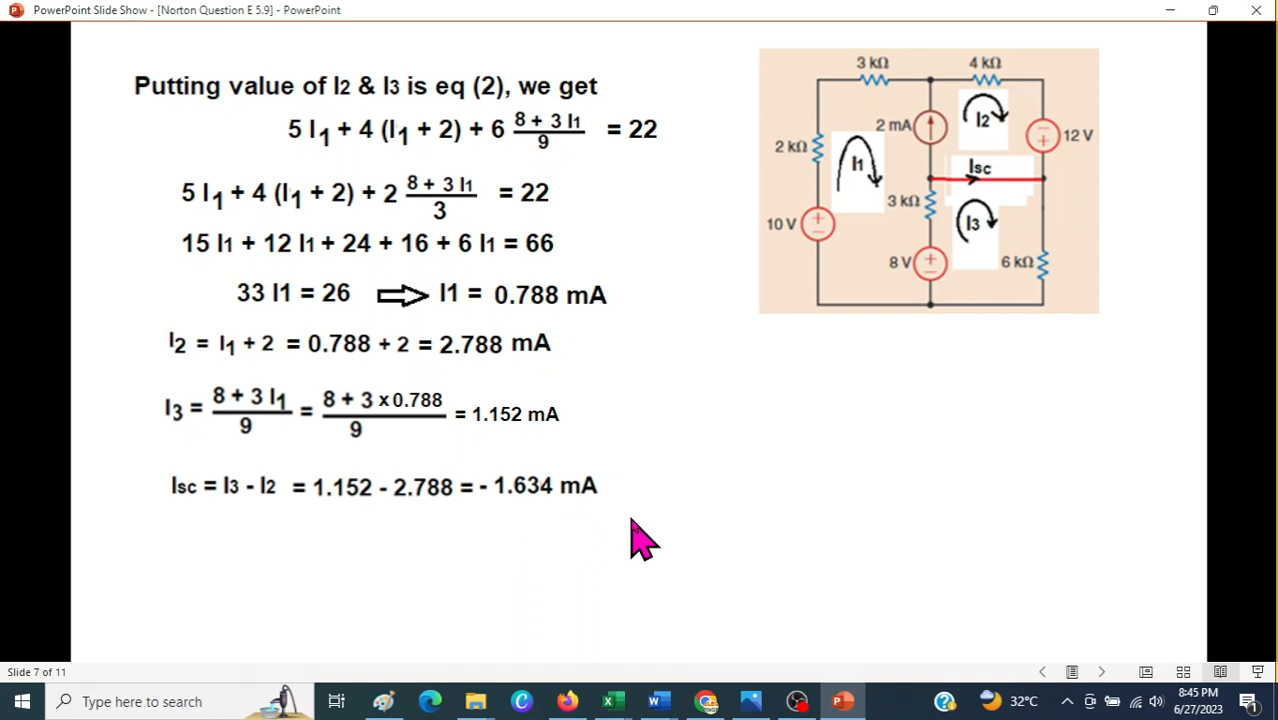 PowerPoint Slide Show - [Norton Question E 5.9] - PowerPoint
Putting value of I2 & I3 is eq (2), we get
5 I1 + 4 (I1 + 2) + 6 (8 + 3 I1)/9 = 22
5 I1 + 4 (I1 + 2) + 2 (8 + 3 I1)/3 = 22
15 I1 + 12 I1 + 24 + 16 + 6 I1 = 66
33 I1 = 26 ⇒ I1 = 0.788 mA
I2 = I1 + 2 = 0.788 + 2 = 2.788 mA
I3 = (8 + 3 I1)/9 = (8 + 3 x 0.788)/9 = 1.152 mA
Isc = I3 - I2 = 1.152 - 2.788 = - 1.634 mA
3 kΩ 4 kΩ
2 mA I2 12 V
2 kΩ I1 Isc
3 kΩ I3
10 V
8 V 6 kΩ
Slide 7 of 11
Type here to search
32°C
8:45 PM
6/27/2023
1